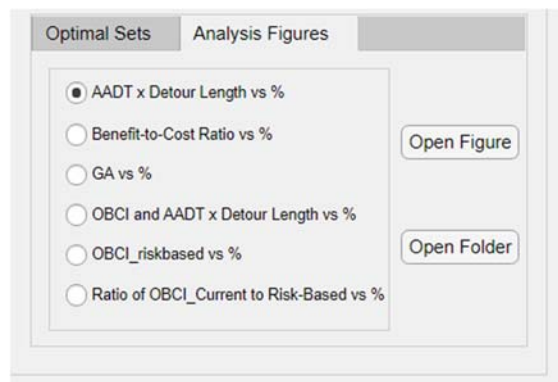 Optimal Sets
Analysis Figures
AADT x Detour Length vs %
Benefit-to-Cost Ratio vs %
GA vs %
OBCI and AADT x Detour Length vs %
OBCI_riskbased vs %
Ratio of OBCI_Current to Risk-Based vs %
Open Figure
Open Folder